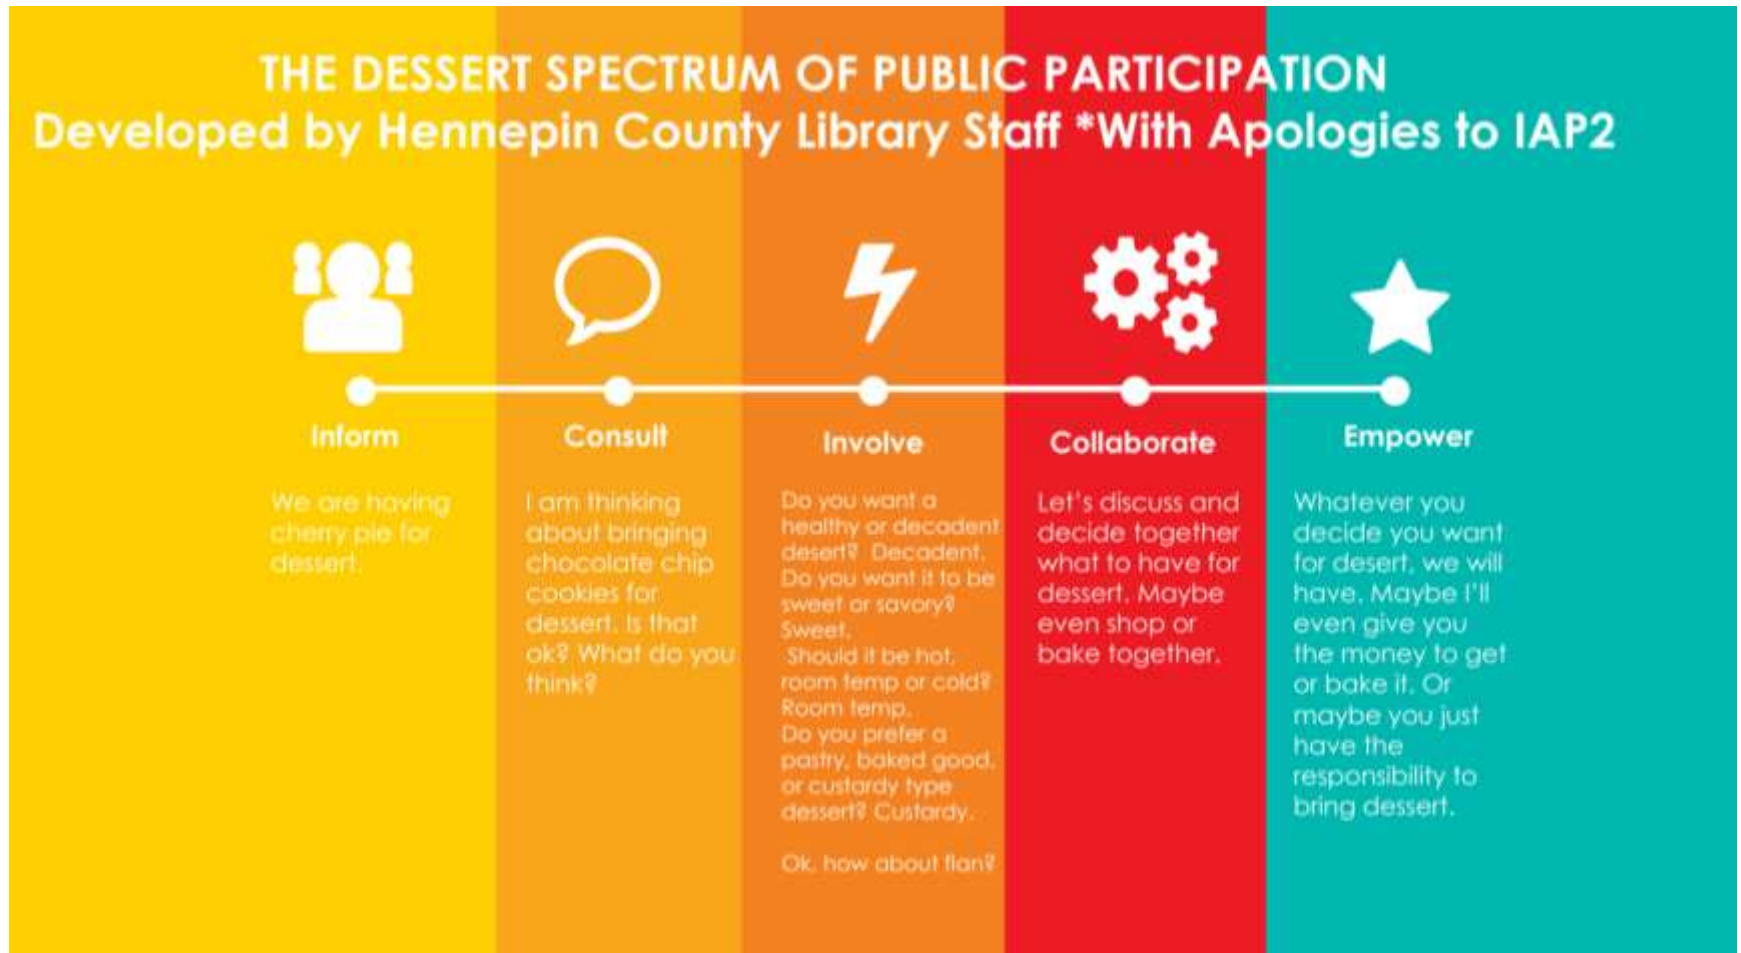 THE DESSERT SPECTRUM OF PUBLIC PARTICIPATION
Developed by Hennepin County Library Staff *With Apologies to IAP2
Inform
We are having
cherry pie for
dessert.
Consult
I am thinking
about bringing
chocolate chip
cookies for
dessert. Is that
ok? What do you
think?
Involve
Do you want a
healthy or decadent
desert? Decadent.
Do you want it to be
sweet or savory?
Sweet.
Should it be hot,
room temp or cold?
Room temp.
Do you prefer a
pastry, baked good,
or custardy type
dessert? Custardy.
Ok, how about flan?
Collaborate
Let's discuss and
decide together
what to have for
dessert. Maybe
even shop or
bake together.
Empower
Whatever you
decide you want
for desert, we will
have. Maybe I'll
even give you
the money to get
or bake it. Or
maybe you just
have the
responsibility to
bring dessert.